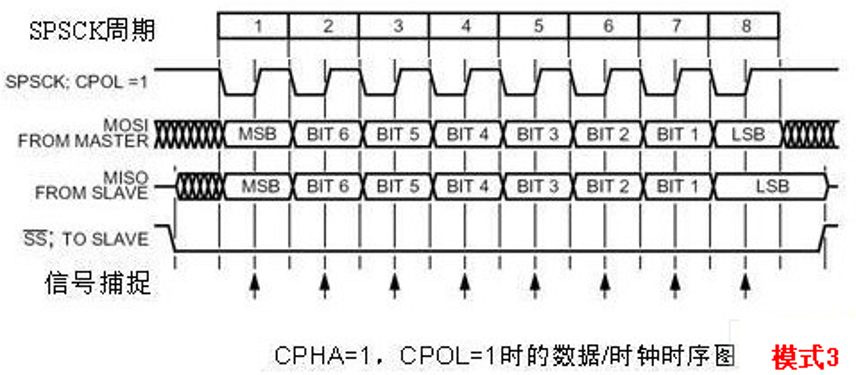 SPSCK周期 1 2 3 4 5 6 7 8
SPSCK; CPOL =1
MOSI
FROM MASTER
MSB BIT 6 BIT 5 BIT 4 BIT 3 BIT 2 BIT 1 LSB
MISO
FROM SLAVE
MSB BIT 6 BIT 5 BIT 4 BIT 3 BIT 2 BIT 1 LSB
SS; TO SLAVE
信号捕捉
CPHA=1，CPOL=1时的数据/时钟时序图 模式3